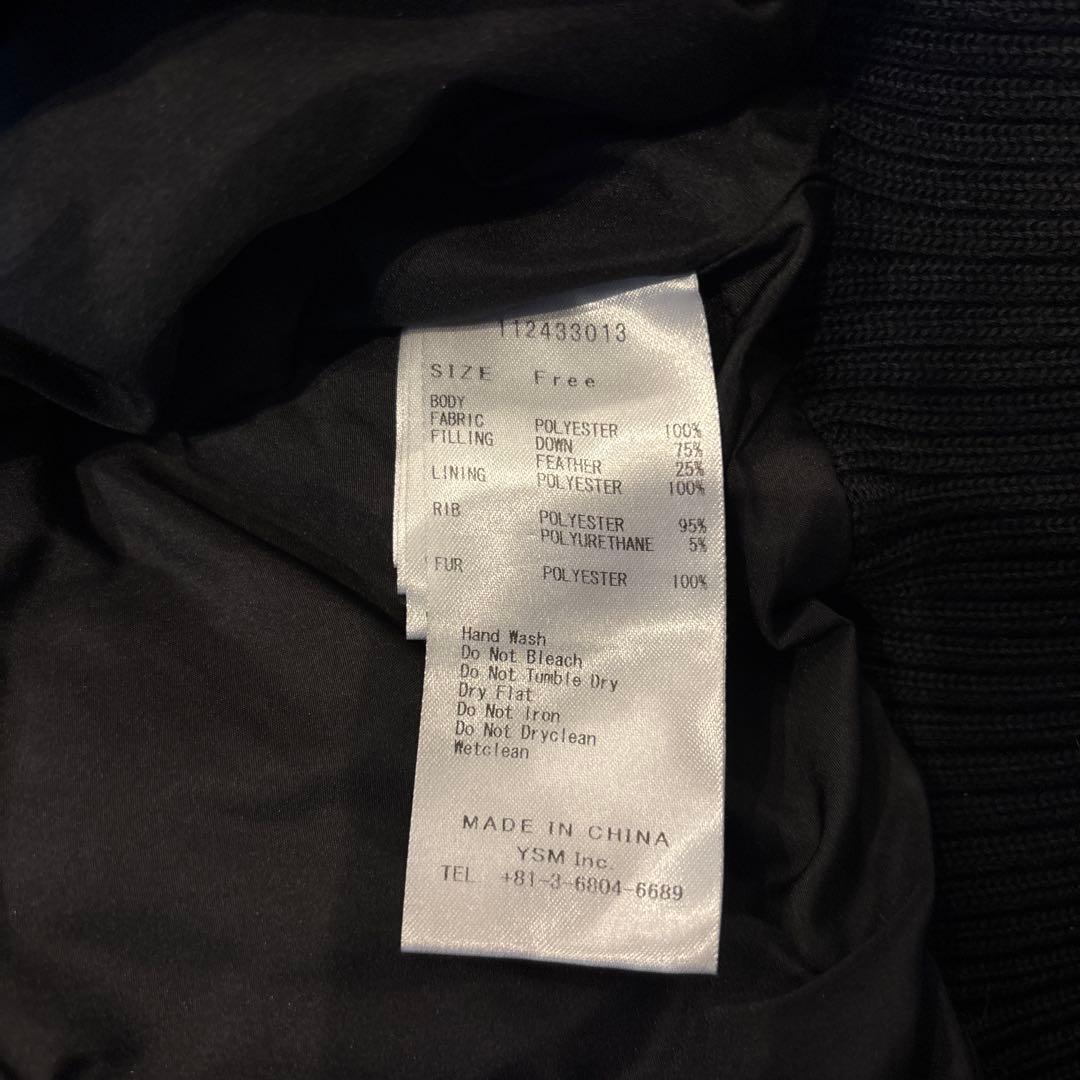 112433013
SIZE Free
BODY
FABRIC POLYESTER 100%
FILLING DOWN 75%
FEATHER 25%
LINING POLYESTER 100%
RIB POLYESTER 95%
POLYURETHANE 5%
FUR POLYESTER 100%
Hand Wash
Do Not Bleach
Do Not Tumble Dry
Dry Flat
Do Not Iron
Do Not Dryclean
Wetclean
MADE IN CHINA
YSM Inc.
TEL +81-3-6804-6689